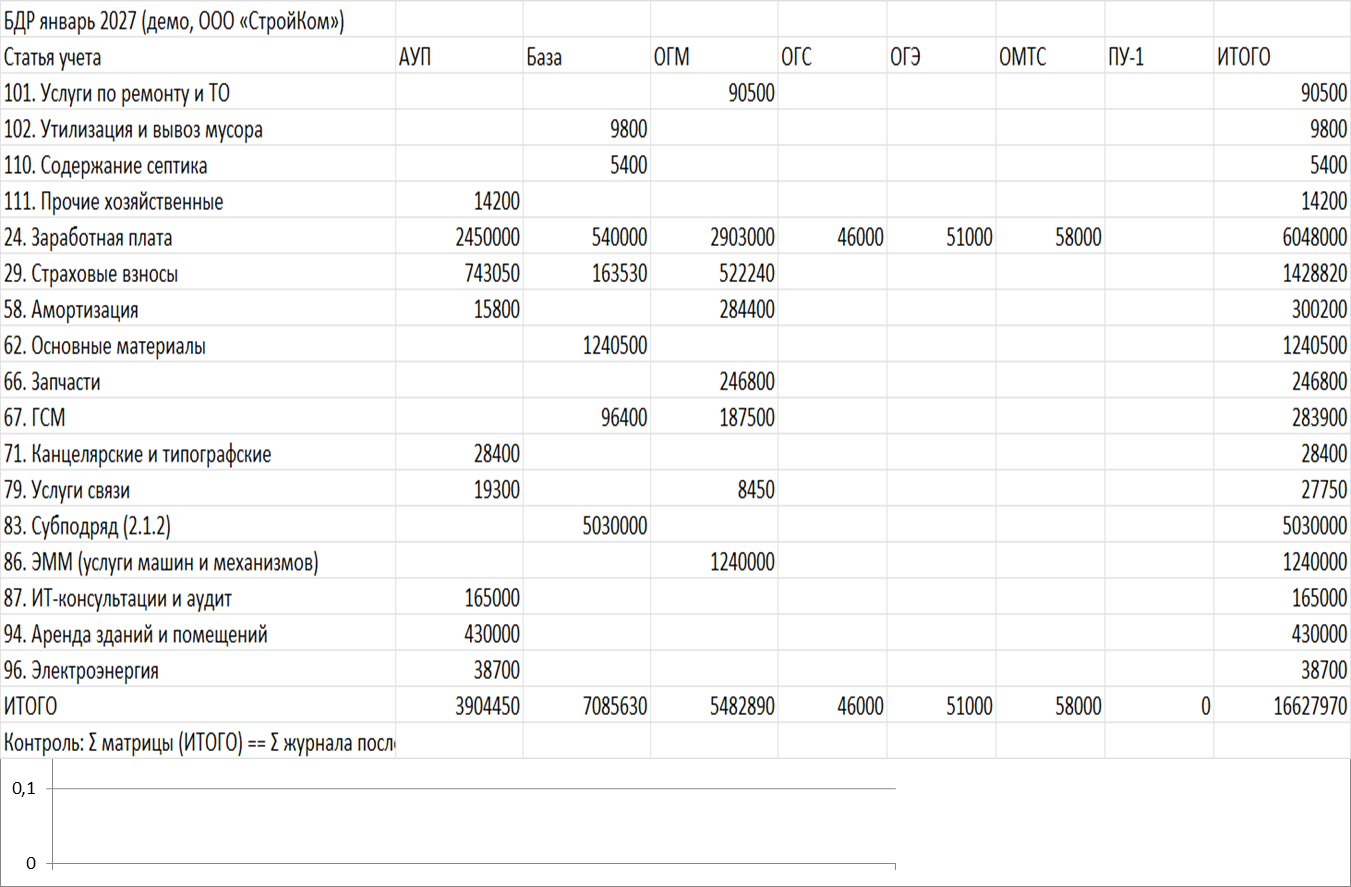 БДР январь 2027 (демо, ООО «СтройКом»)
Статья учета АУП База ОГМ ОГС ОГЭ ОМТС ПУ-1 ИТОГО
101. Услуги по ремонту и ТО 90500 90500
102. Утилизация и вывоз мусора 9800 9800
110. Содержание септика 5400 5400
111. Прочие хозяйственные 14200 14200
24. Заработная плата 2450000 540000 2903000 46000 51000 58000 6048000
29. Страховые взносы 743050 163530 522240 1428820
58. Амортизация 15800 284400 300200
62. Основные материалы 1240500 1240500
66. Запчасти 246800 246800
67. ГСМ 96400 187500 283900
71. Канцелярские и типографские 28400 28400
79. Услуги связи 19300 8450 27750
83. Субподряд (2.1.2) 5030000 5030000
86. ЭММ (услуги машин и механизмов) 1240000 1240000
87. ИТ-консультации и аудит 165000 165000
94. Аренда зданий и помещений 430000 430000
96. Электроэнергия 38700 38700
ИТОГО 3904450 7085630 5482890 46000 51000 58000 0 16627970
Контроль: Σ матрицы (ИТОГО) == Σ журнала
0,1
0